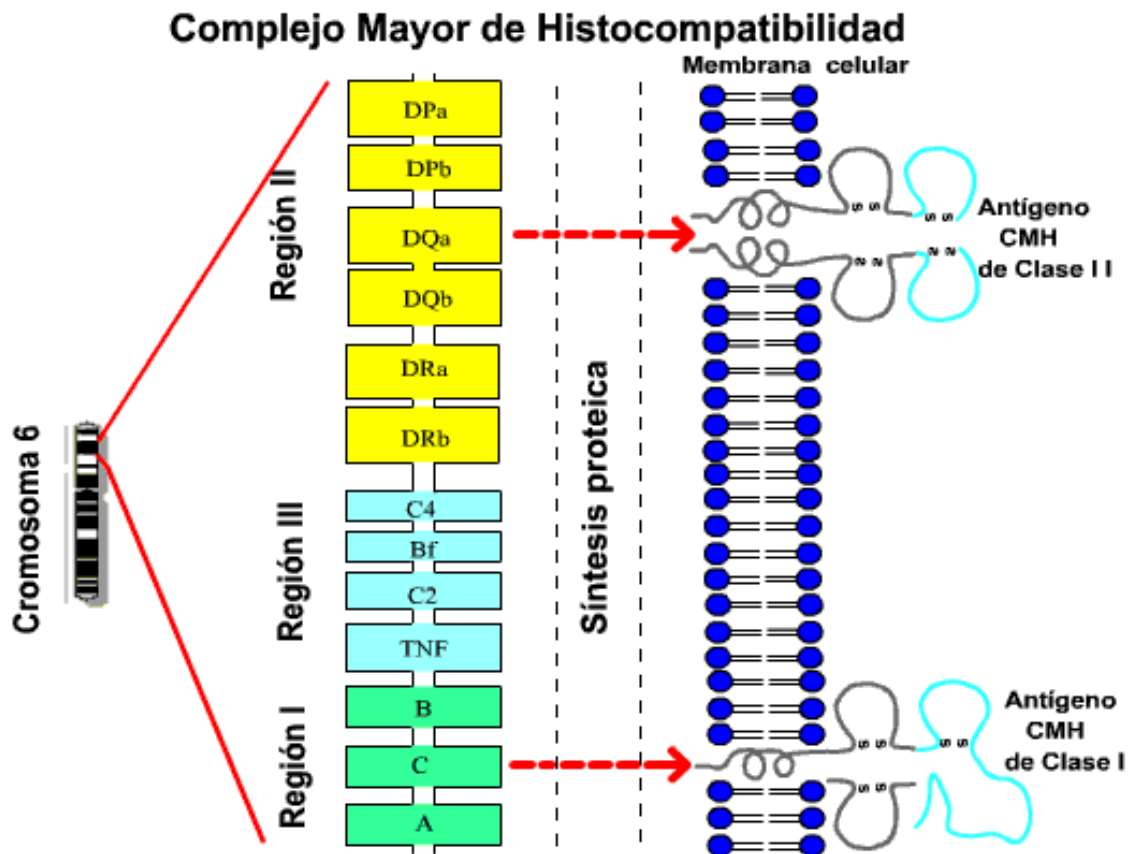 Complejo Mayor de Histocompatibilidad
Membrana celular
Cromosoma 6
Región II
DPa
DPb
DQa
DQb
DRa
DRb
Región III
C4
Bf
C2
TNF
Región I
B
C
A
Síntesis proteica
s s
s s
s s
s s
Antígeno
CMH
de Clase I I
s s
s s
s s
Antígeno
CMH
de Clase I